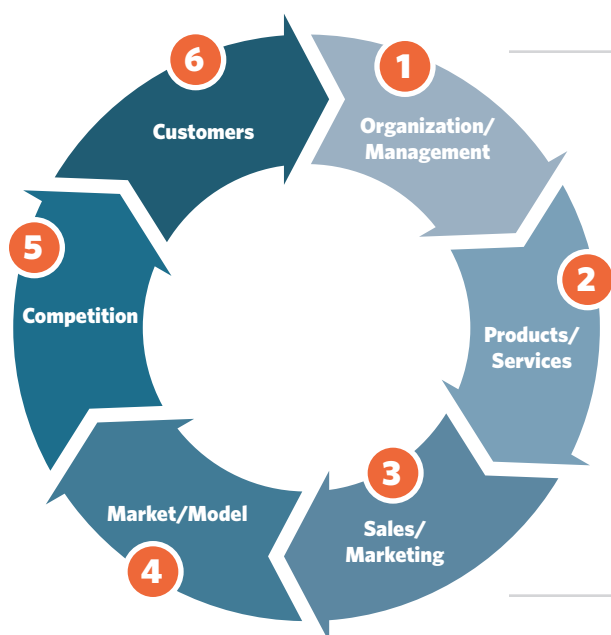 1
Organization/
Management
2
Products/
Services
3
Sales/
Marketing
4
Market/Model
5
Competition
6
Customers